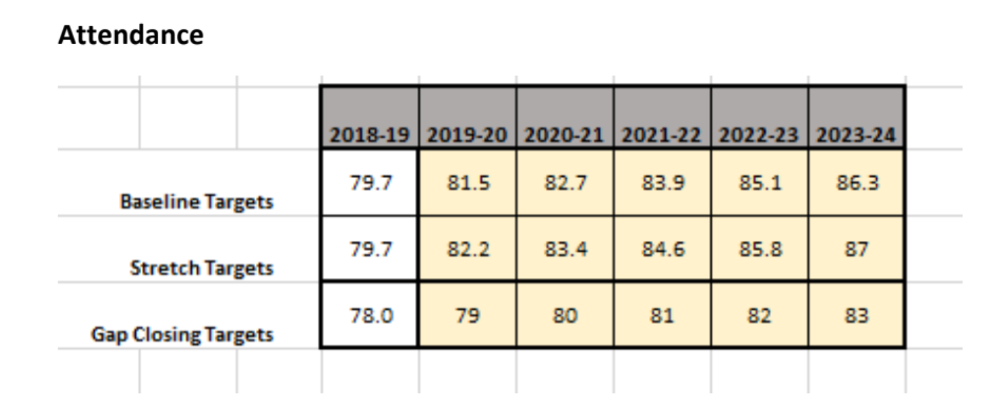 Attendance
2018-19 2019-20 2020-21 2021-22 2022-23 2023-24
Baseline Targets 79.7 81.5 82.7 83.9 85.1 86.3
Stretch Targets 79.7 82.2 83.4 84.6 85.8 87
Gap Closing Targets 78.0 79 80 81 82 83